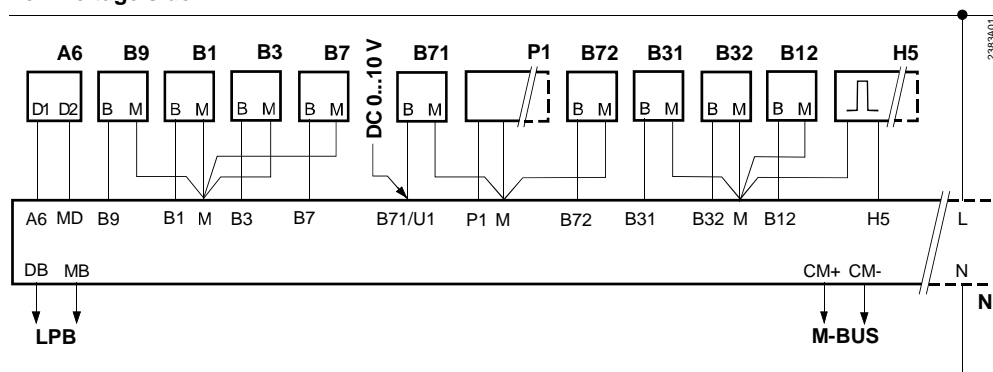 A6 B9 B1 B3 B7 DC 0...10 V B71 P1 B72 B31 B32 B12 H5
D1 D2 B M B M B M B M B M B M B M B M B M
A6 MD B9 B1 M B3 B7 B71/U1 P1 M B72 B31 B32 M B12 H5 L
DB MB CM+ CM- N
N
LPB M-BUS
2383A01